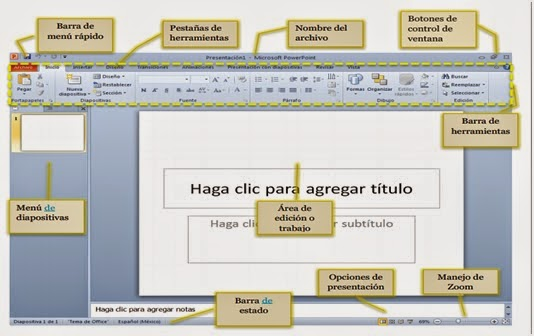 Barra de
menú rápido
Pestañas de
herramientas
Nombre del
archivo
Botones de
control de
ventana
Presentación1 - Microsoft PowerPoint
Archivo Inicio Insertar Diseño Transiciones Animaciones Presentación con diapositivas
Pegar
Portapapeles
Nueva
diapositiva
Diseño
Restablecer
Sección
Diapositivas
Fuente
Párrafo
Formas
Organizar
Estilos
rápidos
Dibujo
Buscar
Reemplazar
Seleccionar
Edición
Barra de
herramientas
1
Menú de
diapositivas
Haga clic para agregar título
Área de
edición o
trabajo
Haga clic subtítulo
Opciones de
presentación
Manejo de
Zoom
Haga clic para agregar notas
Barra de
estado
Diapositiva 1 de 1
"Tema de Office"
Español (México)
60%